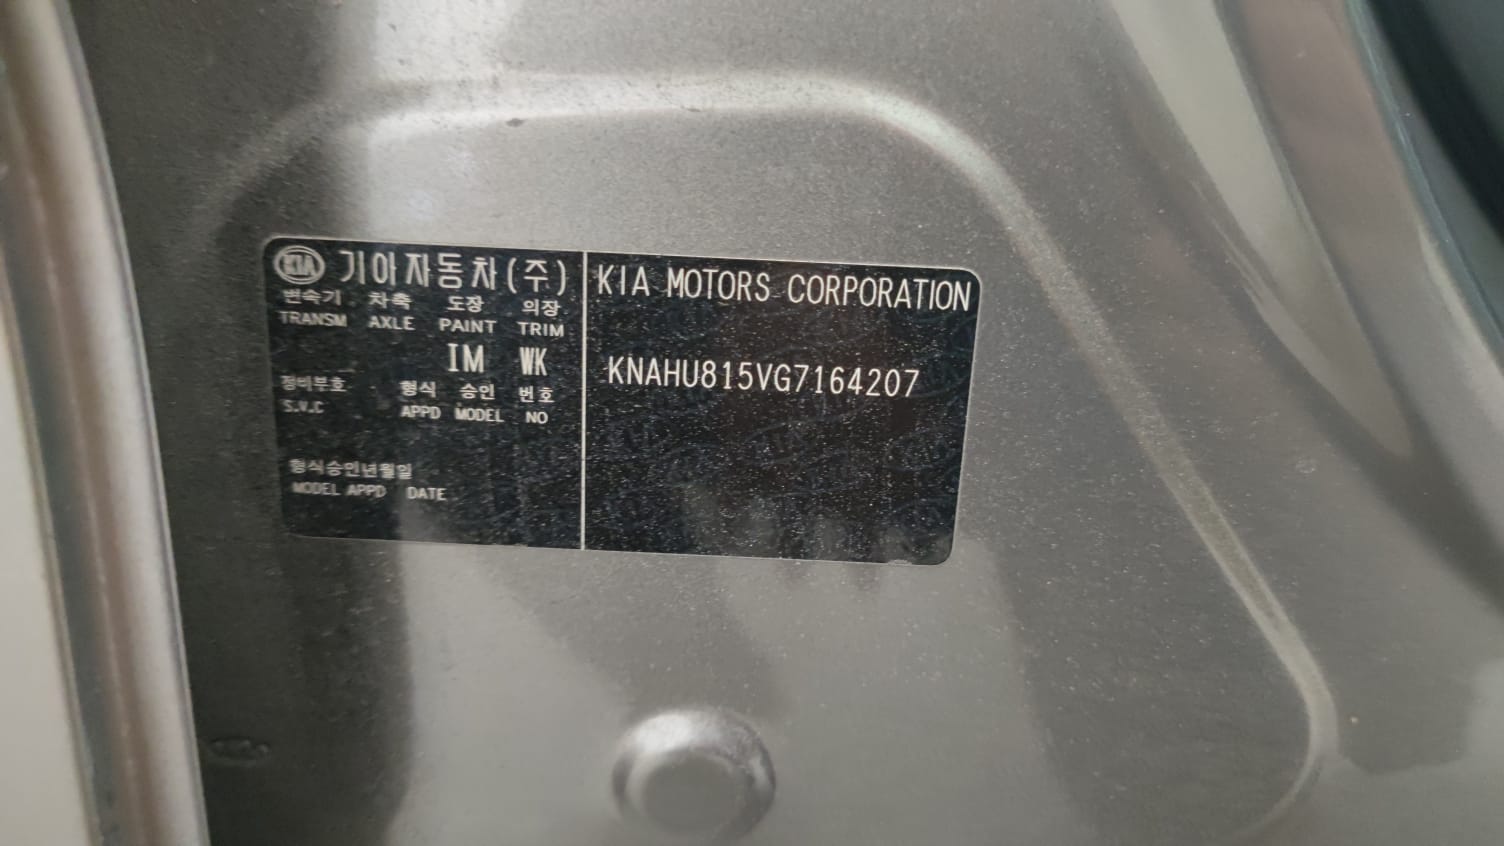 KIA 기아자동차(주)
변속기 차축 도장 의장
TRANSM AXLE PAINT TRIM
IM WK
정비부호 형식 승인 번호
S.V.C APPD MODEL NO
형식승인년월일
MODEL APPD DATE
KIA MOTORS CORPORATION
KNAHU815VG7164207